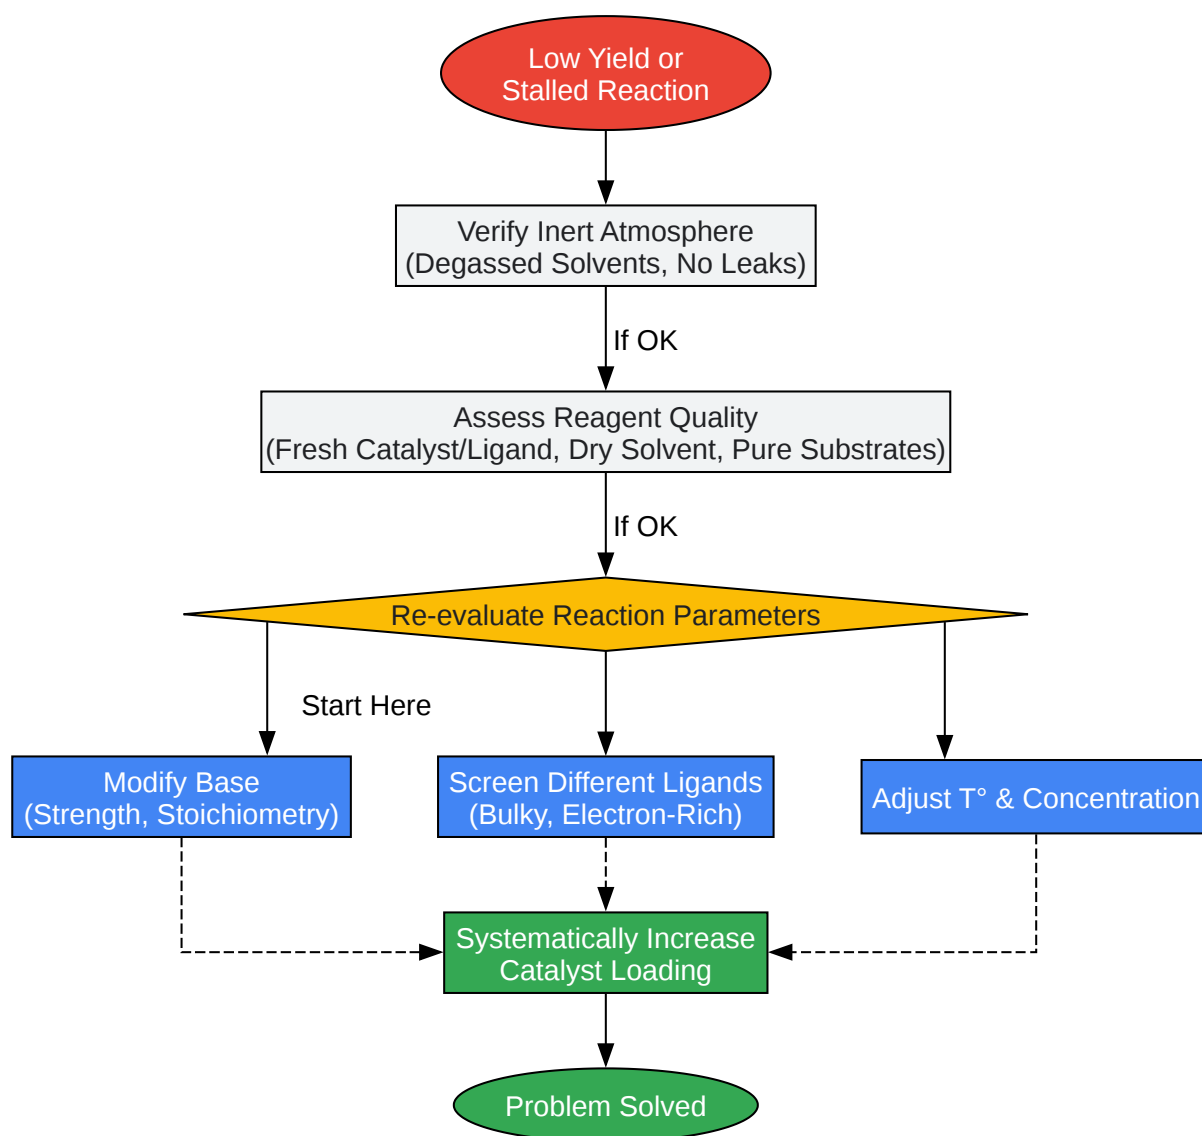 Low Yield or
Stalled Reaction
Verify Inert Atmosphere
(Degassed Solvents, No Leaks)
If OK
Assess Reagent Quality
(Fresh Catalyst/Ligand, Dry Solvent, Pure Substrates)
If OK
Re-evaluate Reaction Parameters
Start Here
Modify Base
(Strength, Stoichiometry)
Screen Different Ligands
(Bulky, Electron-Rich)
Adjust T° & Concentration
Systematically Increase
Catalyst Loading
Problem Solved